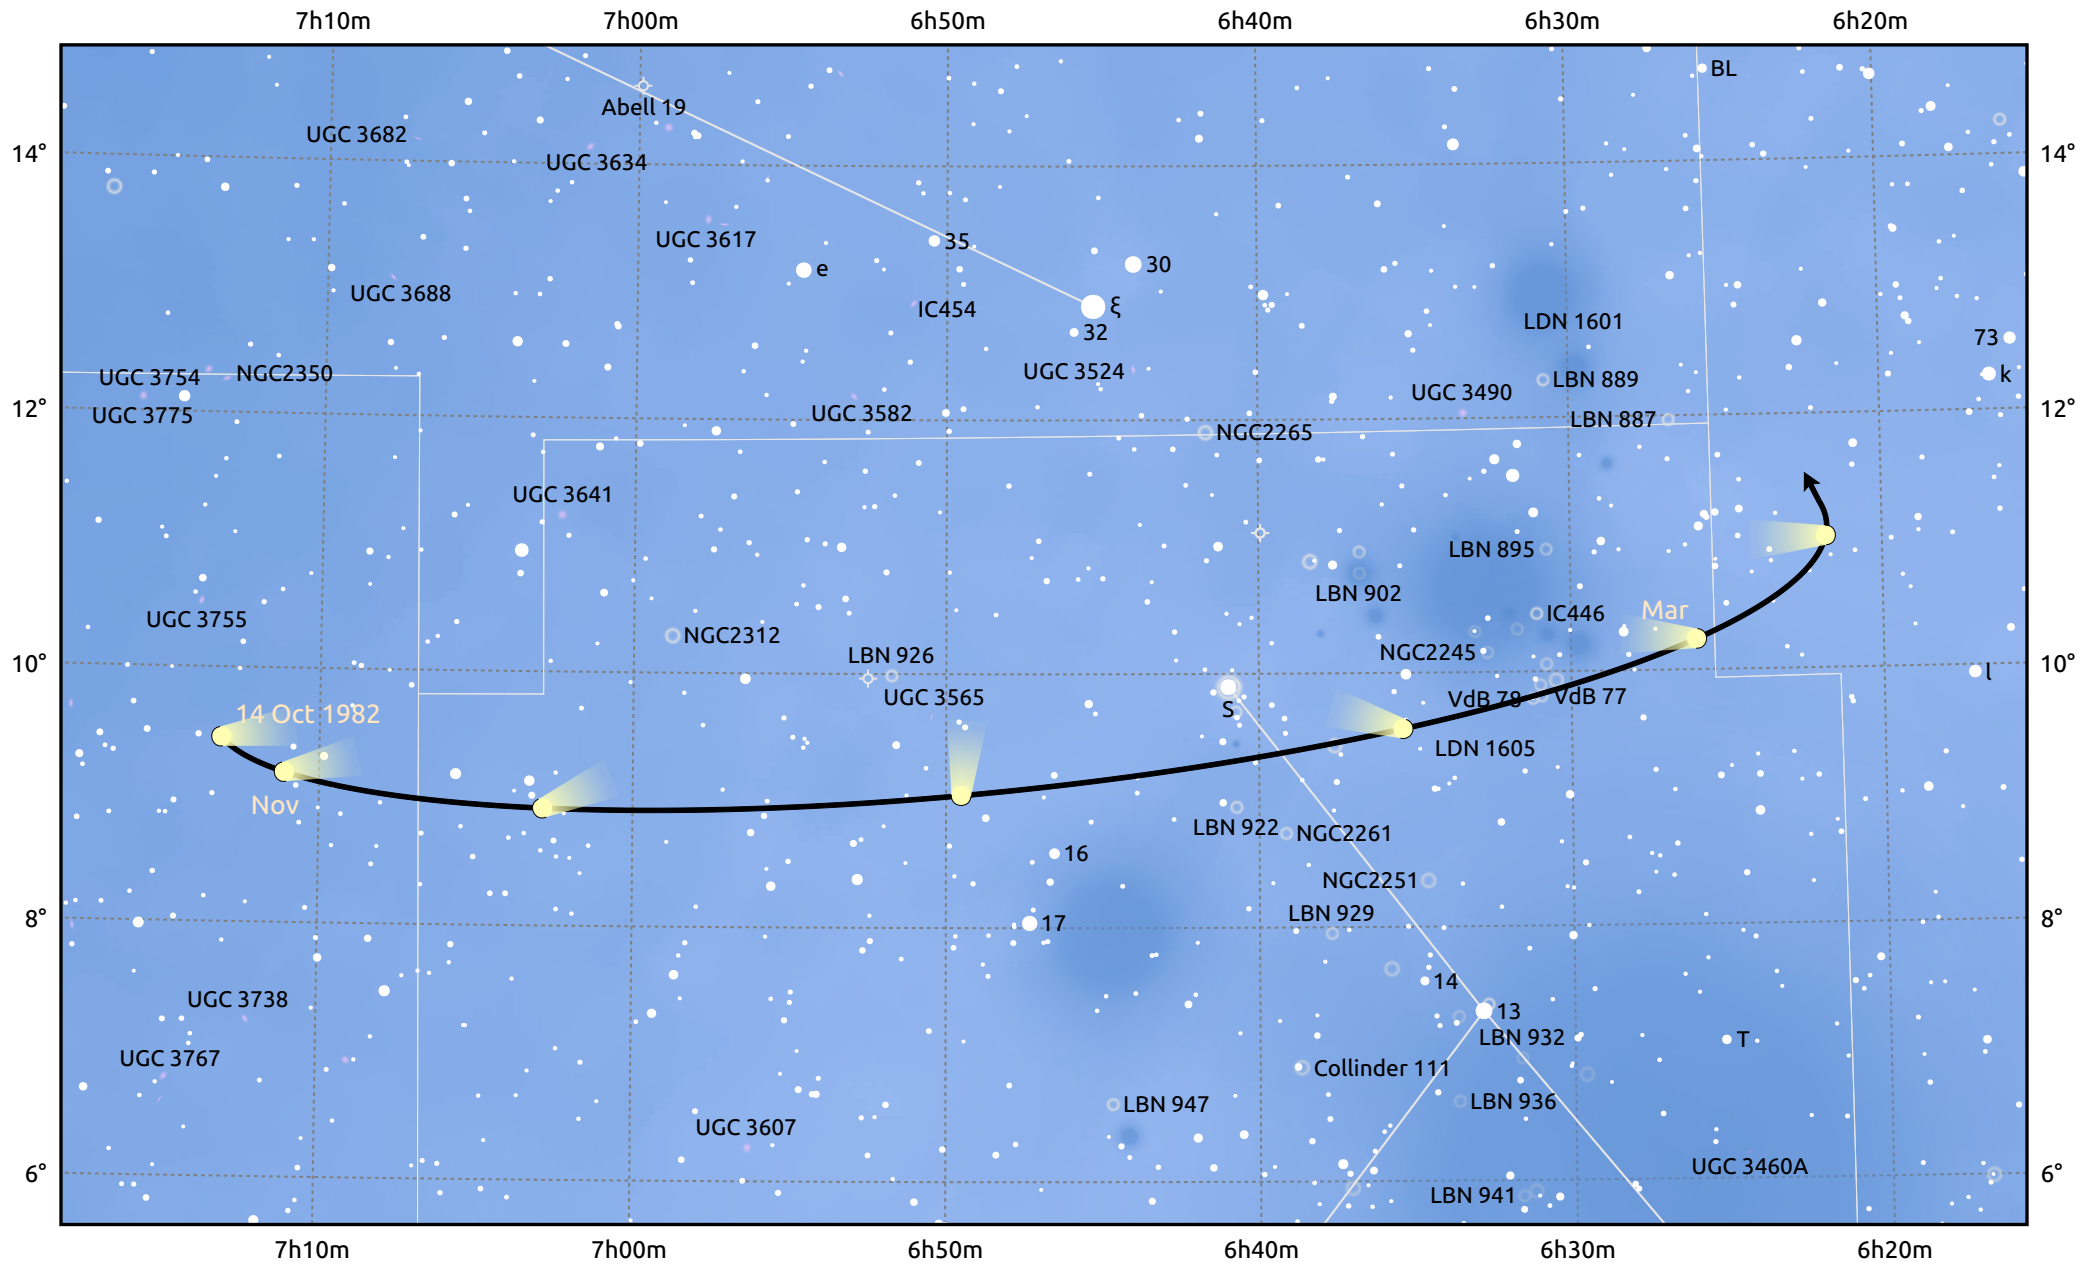 7h10m 7h00m 6h50m 6h40m 6h30m 6h20m
BL
Abell 19
UGC 3682
14° 14°
UGC 3634
UGC 3617 35
e 30
UGC 3688
IC454 ξ
LDN 1601
32
73
UGC 3754 NGC2350 UGC 3524 LBN 889 k
UGC 3490
12° UGC 3775 UGC 3582 LBN 887 12°
NGC2265
UGC 3641
LBN 895
LBN 902
UGC 3755 Mar IC446
NGC2312
LBN 926 NGC2245
10° 10°
UGC 3565 VdB 78 VdB 77 l
14 Oct 1982 S
LDN 1605
Nov
LBN 922 NGC2261
16
NGC2251
8° 17 LBN 929 8°
14
UGC 3738 13
LBN 932 T
UGC 3767 Collinder 111
LBN 947 LBN 936
UGC 3607
6° UGC 3460A 6°
LBN 941
7h10m 7h00m 6h50m 6h40m 6h30m 6h20m